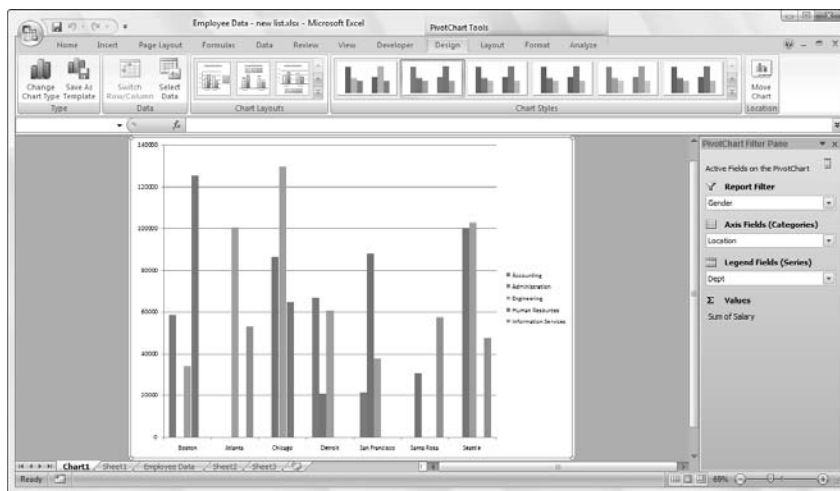 Employee Data - new list.xlsx - Microsoft Excel
PivotChart Tools
Home Insert Page Layout Formulas Data Review View Developer Design Layout Format Analyze
Change Chart Type
Save As Template
Switch Row/Column
Select Data
Move Chart
Type
Data
Chart Layouts
Chart Styles
Location
fx
PivotChart Filter Pane
Active Fields on the PivotChart
Report Filter
Gender
Axis Fields (Categories)
Location
Legend Fields (Series)
Dept
Σ Values
Sum of Salary
140000
120000
100000
80000
60000
40000
20000
0
Boston Atlanta Chicago Detroit San Francisco Santa Rosa Seattle
Accounting
Administration
Engineering
Human Resources
Information Services
Chart1 Sheet1 Employee Data Sheet2 Sheet3
Ready
69%